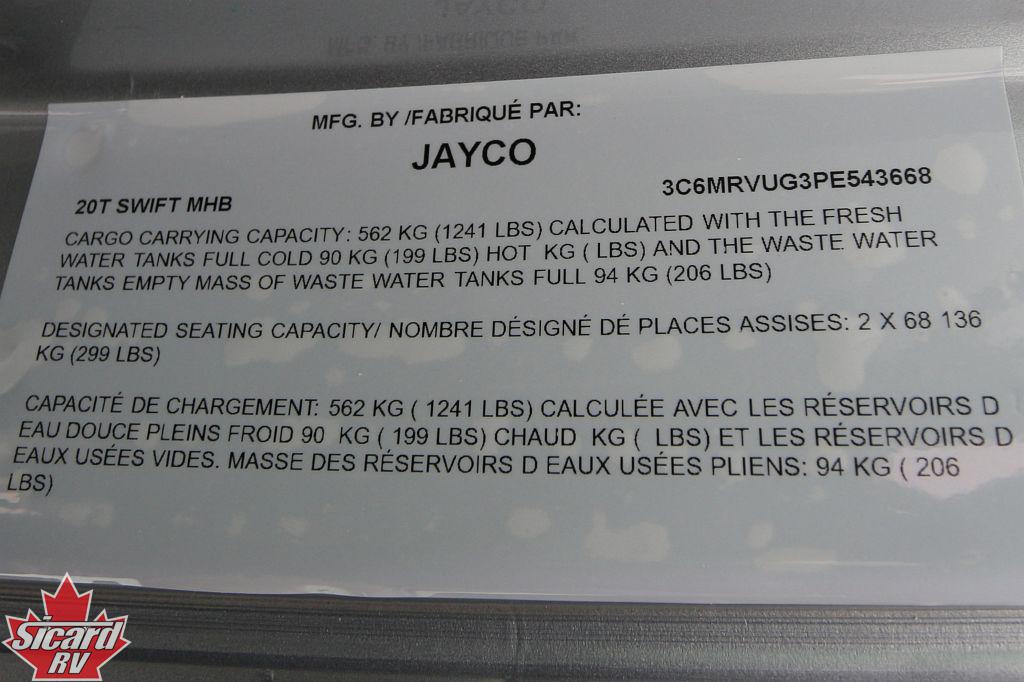 MFG. BY /FABRIQUÉ PAR:
JAYCO
20T SWIFT MHB
3C6MRVUG3PE543668
CARGO CARRYING CAPACITY: 562 KG (1241 LBS) CALCULATED WITH THE FRESH
WATER TANKS FULL COLD 90 KG (199 LBS) HOT KG ( LBS) AND THE WASTE WATER
TANKS EMPTY MASS OF WASTE WATER TANKS FULL 94 KG (206 LBS)
DESIGNATED SEATING CAPACITY/ NOMBRE DÉSIGNÉ DÉ PLACES ASSISES: 2 X 68 136
KG (299 LBS)
CAPACITÉ DE CHARGEMENT: 562 KG ( 1241 LBS) CALCULÉE AVEC LES RÉSERVOIRS D
EAU DOUCE PLEINS FROID 90 KG ( 199 LBS) CHAUD KG ( LBS) ET LES RÉSERVOIRS D
EAUX USÉES VIDES. MASSE DES RÉSERVOIRS D EAUX USÉES PLIENS: 94 KG ( 206
LBS)
Sicard
RV